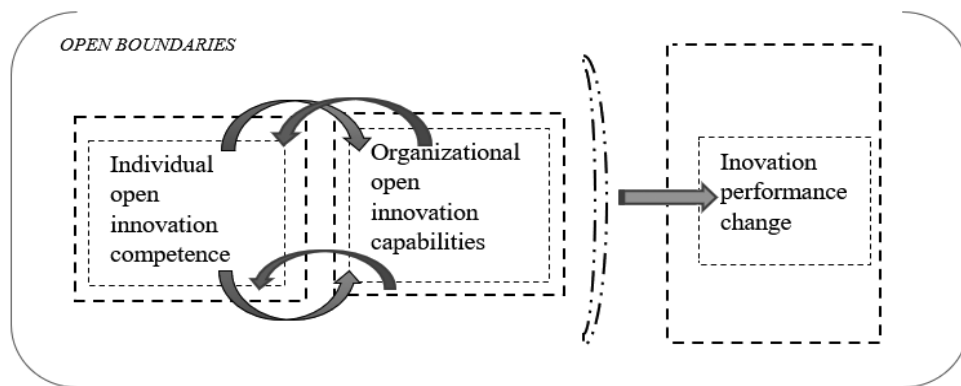 OPEN BOUNDARIES
Individual
open
innovation
competence
Organizational
open
innovation
capabilities
Inovation
performance
change